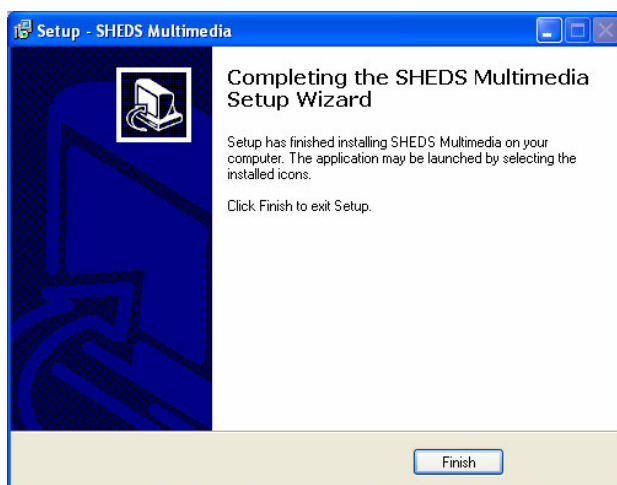 Setup - SHEDS Multimedia
Completing the SHEDS Multimedia
Setup Wizard
Setup has finished installing SHEDS Multimedia on your
computer. The application may be launched by selecting the
installed icons.
Click Finish to exit Setup.
Finish